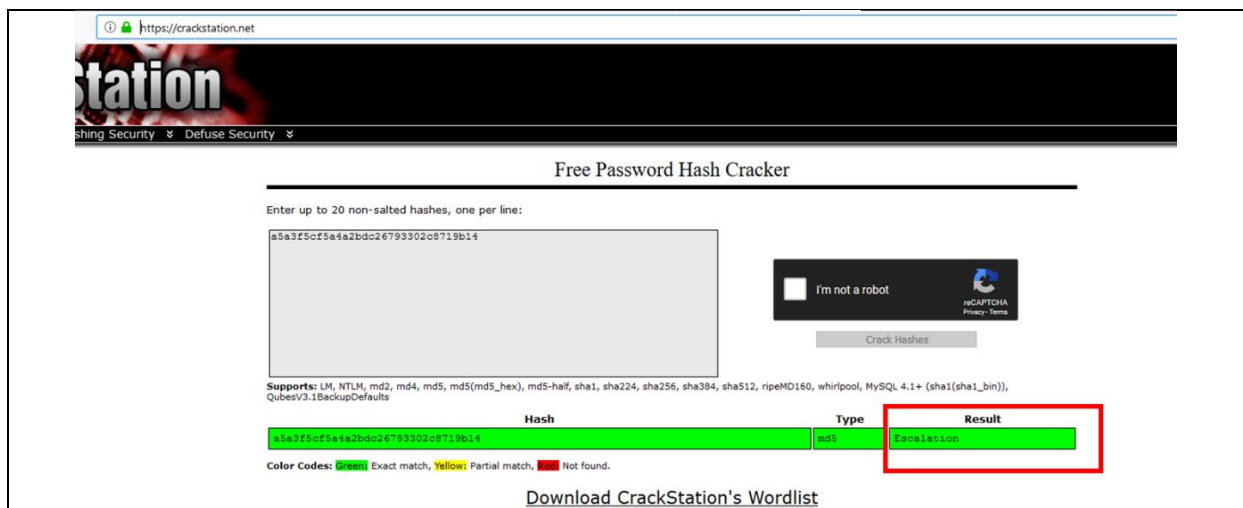 https://crackstation.net
Station
shing Security ¥ Defuse Security ¥
Free Password Hash Cracker
Enter up to 20 non-salted hashes, one per line:
a5a3f5cf5a4a2bdc26793302c8719b14
I'm not a robot
reCAPTCHA
Privacy - Terms
Crack Hashes
Supports: LM, NTLM, md2, md4, md5, md5(md5_hex), md5-half, sha1, sha224, sha256, sha384, sha512, ripeMD160, whirlpool, MySQL 4.1+ (sha1(sha1_bin)),
QubesV3.1BackupDefaults
Hash Type Result
a5a3f5cf5a4a2bdc26793302c8719b14 md5 Escalation
Color Codes: Green: Exact match, Yellow: Partial match, Red: Not found.
Download CrackStation's Wordlist